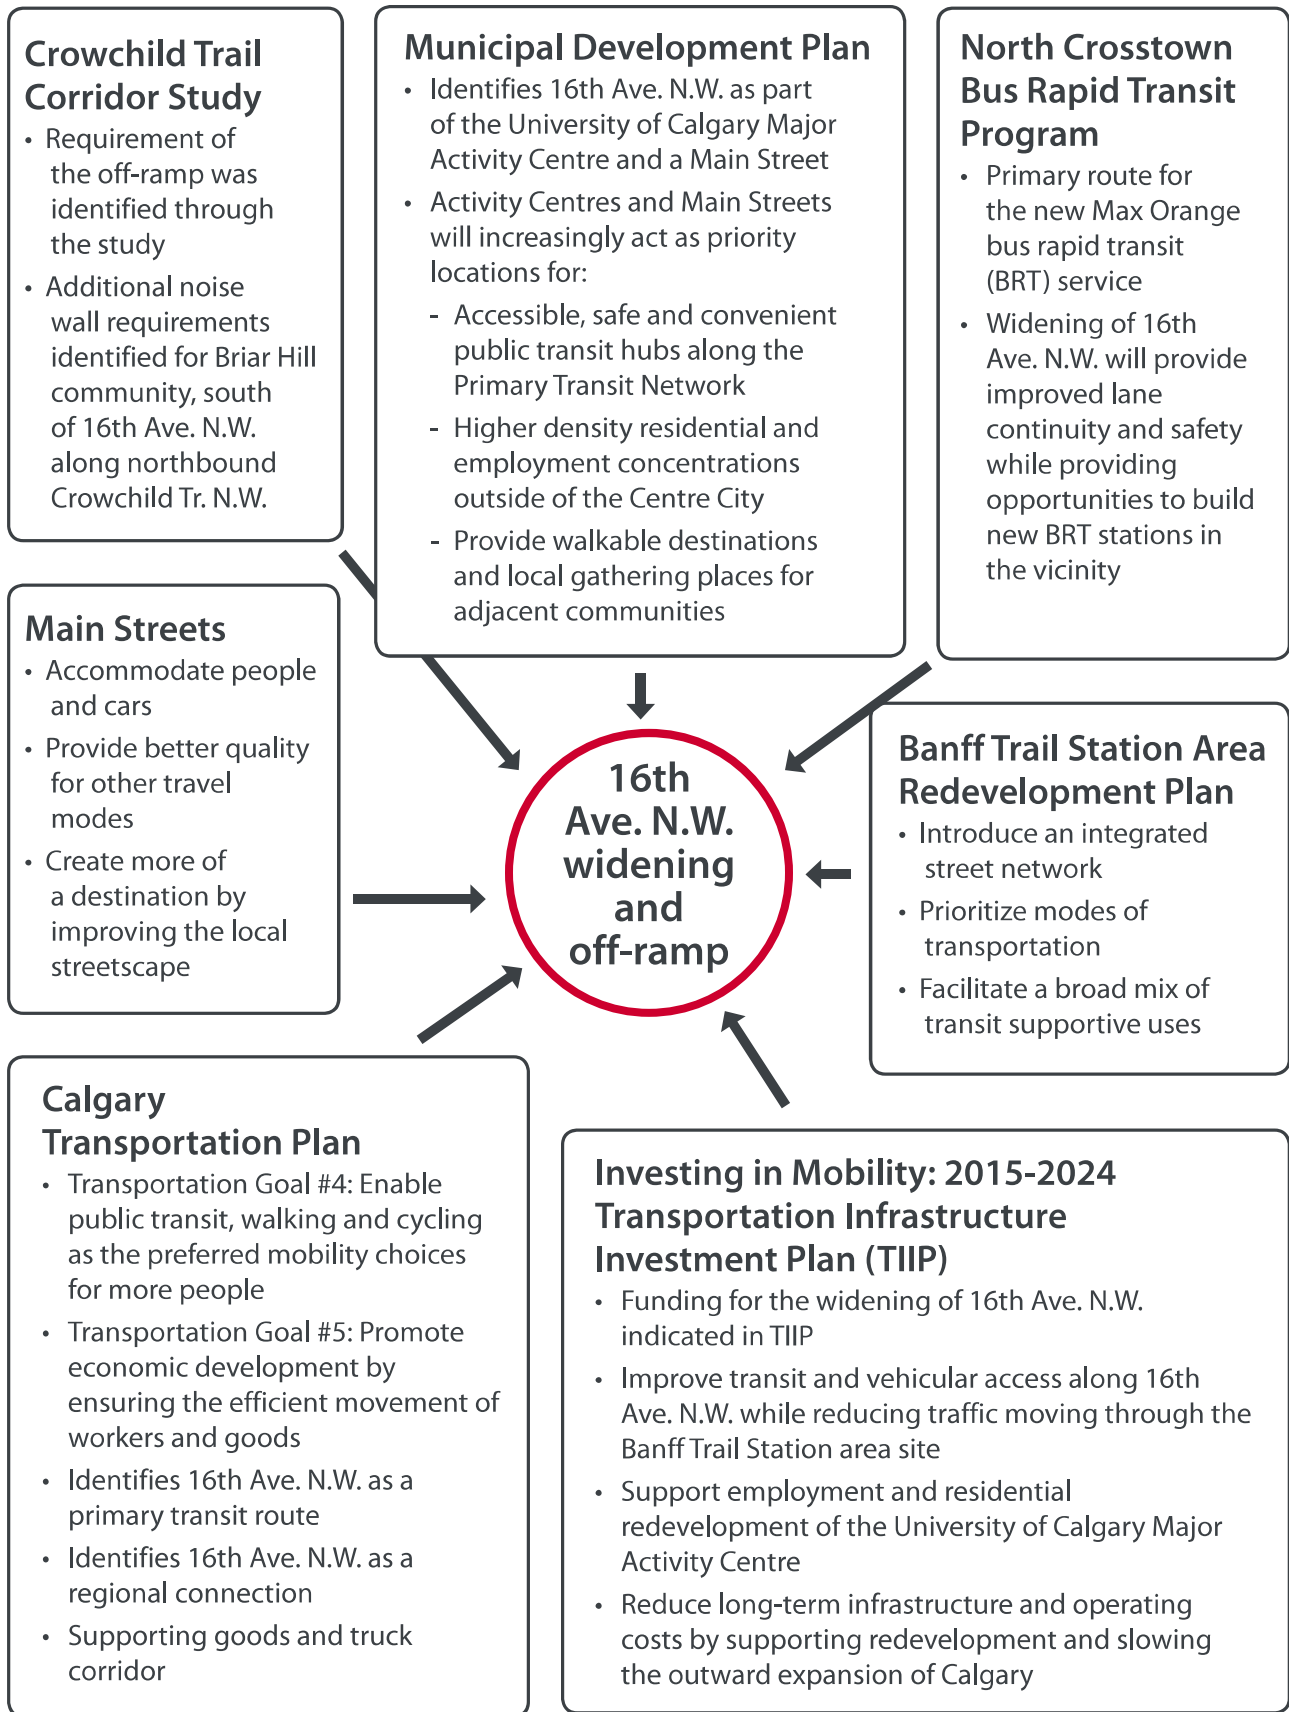 Crowchild Trail
Corridor Study
• Requirement of
the off-ramp was
identified through
the study
• Additional noise
wall requirements
identified for Briar Hill
community, south
of 16th Ave. N.W.
along northbound
Crowchild Tr. N.W.
Municipal Development Plan
• Identifies 16th Ave. N.W. as part
of the University of Calgary Major
Activity Centre and a Main Street
• Activity Centres and Main Streets
will increasingly act as priority
locations for:
- Accessible, safe and convenient
public transit hubs along the
Primary Transit Network
- Higher density residential and
employment concentrations
outside of the Centre City
- Provide walkable destinations
and local gathering places for
adjacent communities
North Crosstown
Bus Rapid Transit
Program
• Primary route for
the new Max Orange
bus rapid transit
(BRT) service
• Widening of 16th
Ave. N.W. will provide
improved lane
continuity and safety
while providing
opportunities to build
new BRT stations in
the vicinity
Main Streets
• Accommodate people
and cars
• Provide better quality
for other travel
modes
• Create more of
a destination by
improving the local
streetscape
16th
Ave. N.W.
widening
and
off-ramp
Banff Trail Station Area
Redevelopment Plan
• Introduce an integrated
street network
• Prioritize modes of
transportation
• Facilitate a broad mix of
transit supportive uses
Calgary
Transportation Plan
• Transportation Goal #4: Enable
public transit, walking and cycling
as the preferred mobility choices
for more people
• Transportation Goal #5: Promote
economic development by
ensuring the efficient movement of
workers and goods
• Identifies 16th Ave. N.W. as a
primary transit route
• Identifies 16th Ave. N.W. as a
regional connection
• Supporting goods and truck
corridor
Investing in Mobility: 2015-2024
Transportation Infrastructure
Investment Plan (TIIP)
• Funding for the widening of 16th Ave. N.W.
indicated in TIIP
• Improve transit and vehicular access along 16th
Ave. N.W. while reducing traffic moving through the
Banff Trail Station area site
• Support employment and residential
redevelopment of the University of Calgary Major
Activity Centre
• Reduce long-term infrastructure and operating
costs by supporting redevelopment and slowing
the outward expansion of Calgary